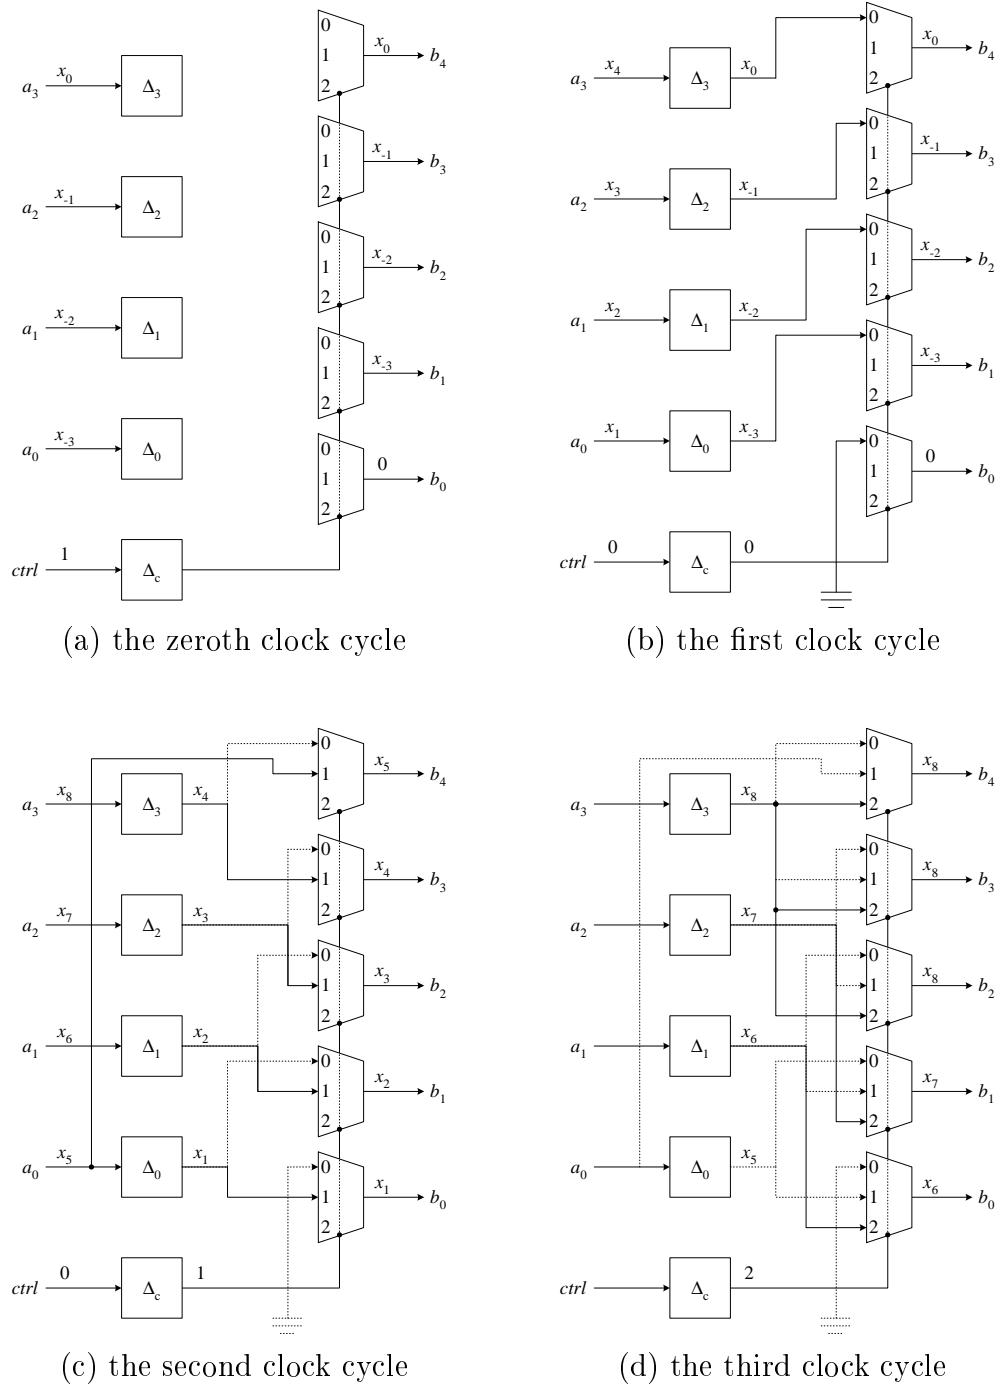 0
1
2
x₀
b₄
a₃
x₀
Δ₃
0
1
2
x₋₁
b₃
a₂
x₋₁
Δ₂
0
1
2
x₋₂
b₂
a₁
x₋₂
Δ₁
0
1
2
x₋₃
b₁
a₀
x₋₃
Δ₀
0
1
2
0
b₀
ctrl
1
Δc
(a) the zeroth clock cycle
0
1
2
x₀
b₄
a₃
x₄
Δ₃
x₀
0
1
2
x₋₁
b₃
a₂
x₃
Δ₂
x₋₁
0
1
2
x₋₂
b₂
a₁
x₂
Δ₁
x₋₂
0
1
2
x₋₃
b₁
a₀
x₁
Δ₀
x₋₃
0
1
2
0
b₀
ctrl
0
Δc
0
(b) the first clock cycle
0
1
2
x₅
b₄
a₃
x₈
Δ₃
x₄
0
1
2
x₄
b₃
a₂
x₇
Δ₂
x₃
0
1
2
x₃
b₂
a₁
x₆
Δ₁
x₂
0
1
2
x₂
b₁
a₀
x₅
Δ₀
x₁
0
1
2
x₁
b₀
ctrl
0
Δc
1
(c) the second clock cycle
0
1
2
x₈
b₄
a₃
Δ₃
x₈
0
1
2
x₈
b₃
a₂
Δ₂
x₇
0
1
2
x₈
b₂
a₁
Δ₁
x₆
0
1
2
x₇
b₁
a₀
Δ₀
x₅
0
1
2
x₆
b₀
ctrl
Δc
2
(d) the third clock cycle